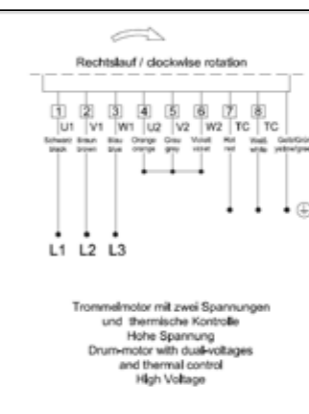 Rechtslauf / clockwise rotation
1 2 3 4 5 6 7 8
U1 V1 W1 U2 V2 W2 TC TC
Schwarz Braun Blau Orange Grau Violett Rot Weiß Gelb/Grün
black brown blue orange grey violet red white yellow/green
L1 L2 L3
Trommelmotor mit zwei Spannungen
und thermische Kontrolle
Hohe Spannung
Drum-motor with dual-voltages
and thermal control
High Voltage